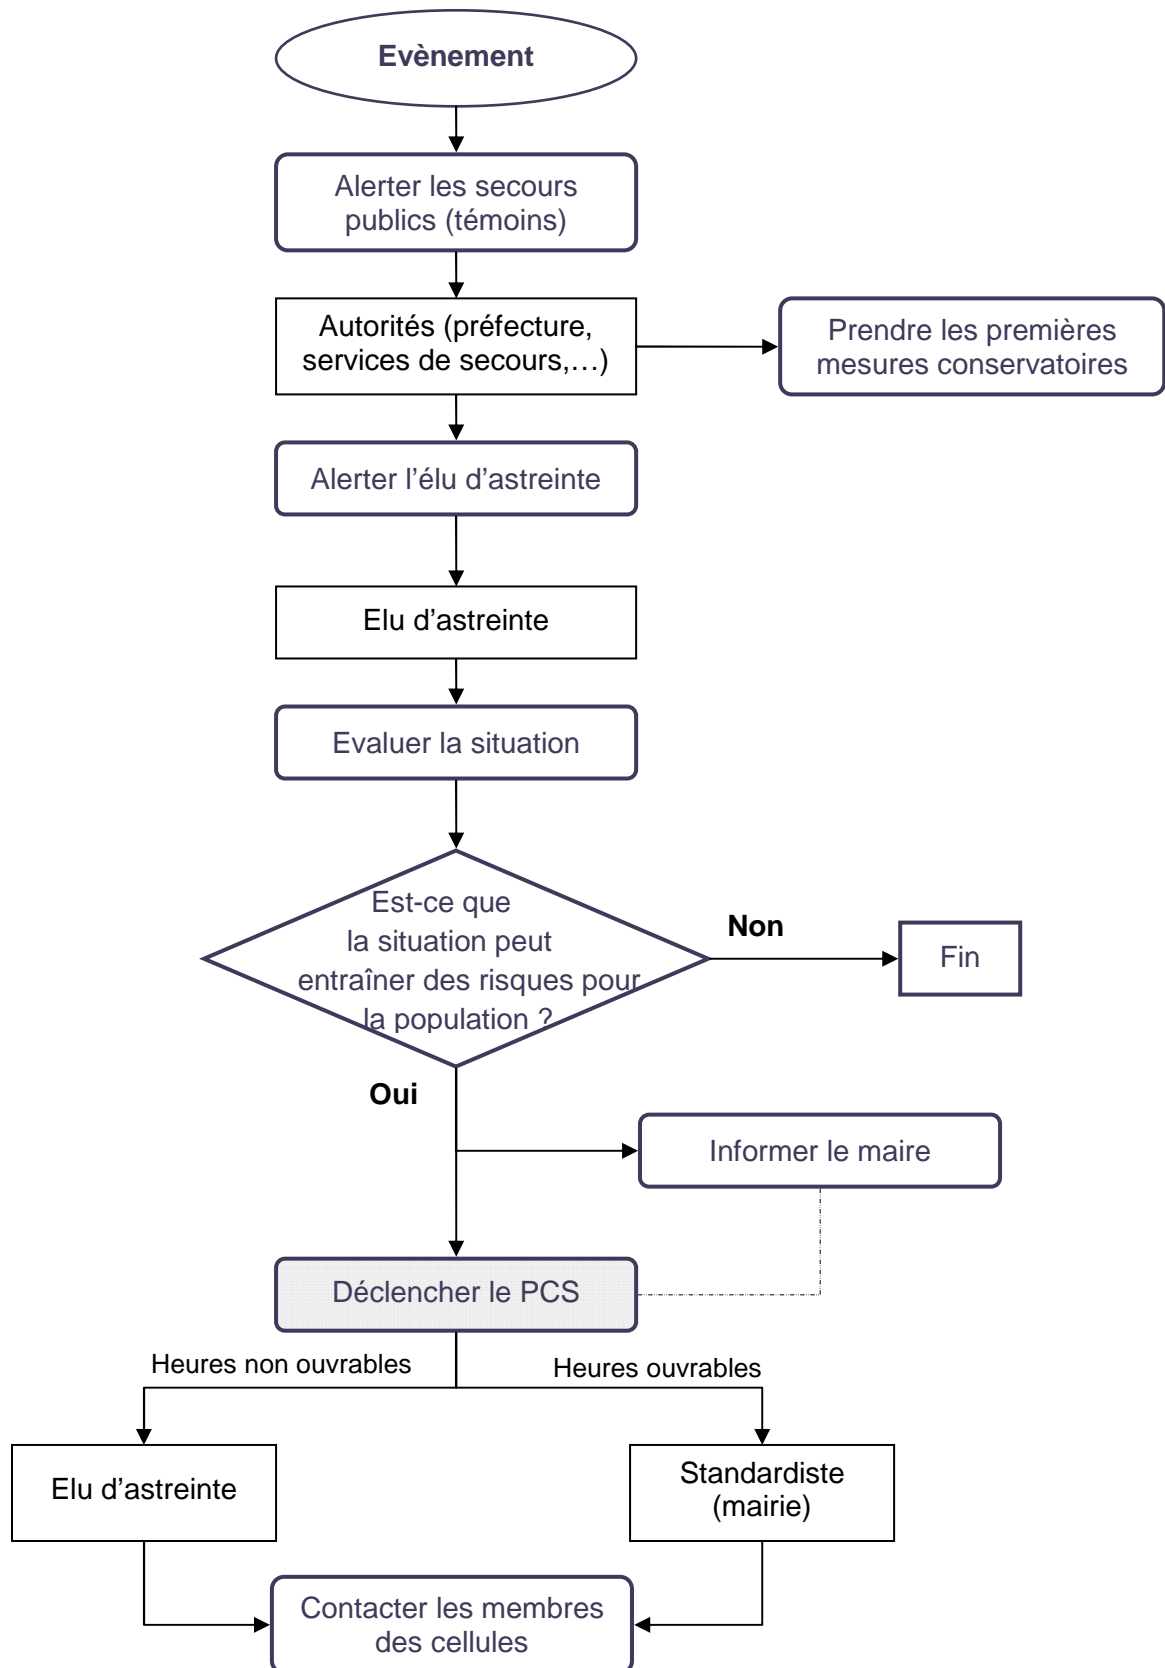 Evènement
Alerter les secours
publics (témoins)
Autorités (préfecture,
services de secours,…)
Prendre les premières
mesures conservatoires
Alerter l’élu d’astreinte
Elu d’astreinte
Evaluer la situation
Est-ce que
la situation peut
entraîner des risques pour
la population ?
Non
Fin
Oui
Informer le maire
Déclencher le PCS
Heures non ouvrables
Heures ouvrables
Elu d’astreinte
Standardiste
(mairie)
Contacter les membres
des cellules